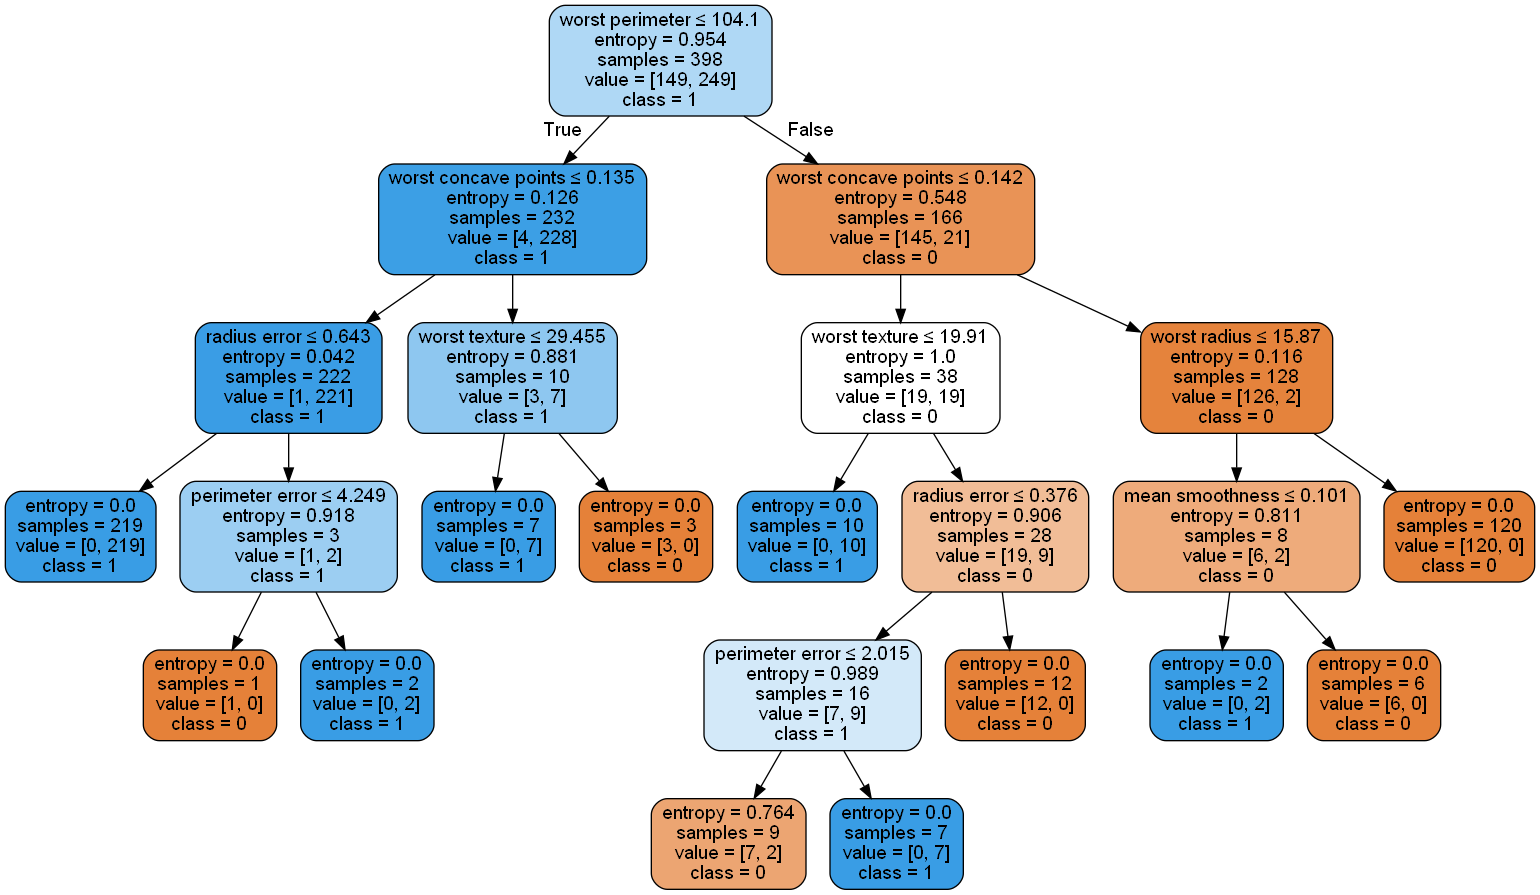 worst perimeter ≤ 104.1
entropy = 0.954
samples = 398
value = [149, 249]
class = 1
True
False
worst concave points ≤ 0.135
entropy = 0.126
samples = 232
value = [4, 228]
class = 1
worst concave points ≤ 0.142
entropy = 0.548
samples = 166
value = [145, 21]
class = 0
radius error ≤ 0.643
entropy = 0.042
samples = 222
value = [1, 221]
class = 1
worst texture ≤ 29.455
entropy = 0.881
samples = 10
value = [3, 7]
class = 1
worst texture ≤ 19.91
entropy = 1.0
samples = 38
value = [19, 19]
class = 0
worst radius ≤ 15.87
entropy = 0.116
samples = 128
value = [126, 2]
class = 0
entropy = 0.0
samples = 219
value = [0, 219]
class = 1
perimeter error ≤ 4.249
entropy = 0.918
samples = 3
value = [1, 2]
class = 1
entropy = 0.0
samples = 7
value = [0, 7]
class = 1
entropy = 0.0
samples = 3
value = [3, 0]
class = 0
entropy = 0.0
samples = 10
value = [0, 10]
class = 1
radius error ≤ 0.376
entropy = 0.906
samples = 28
value = [19, 9]
class = 0
mean smoothness ≤ 0.101
entropy = 0.811
samples = 8
value = [6, 2]
class = 0
entropy = 0.0
samples = 120
value = [120, 0]
class = 0
entropy = 0.0
samples = 1
value = [1, 0]
class = 0
entropy = 0.0
samples = 2
value = [0, 2]
class = 1
perimeter error ≤ 2.015
entropy = 0.989
samples = 16
value = [7, 9]
class = 1
entropy = 0.0
samples = 12
value = [12, 0]
class = 0
entropy = 0.0
samples = 2
value = [0, 2]
class = 1
entropy = 0.0
samples = 6
value = [6, 0]
class = 0
entropy = 0.764
samples = 9
value = [7, 2]
class = 0
entropy = 0.0
samples = 7
value = [0, 7]
class = 1